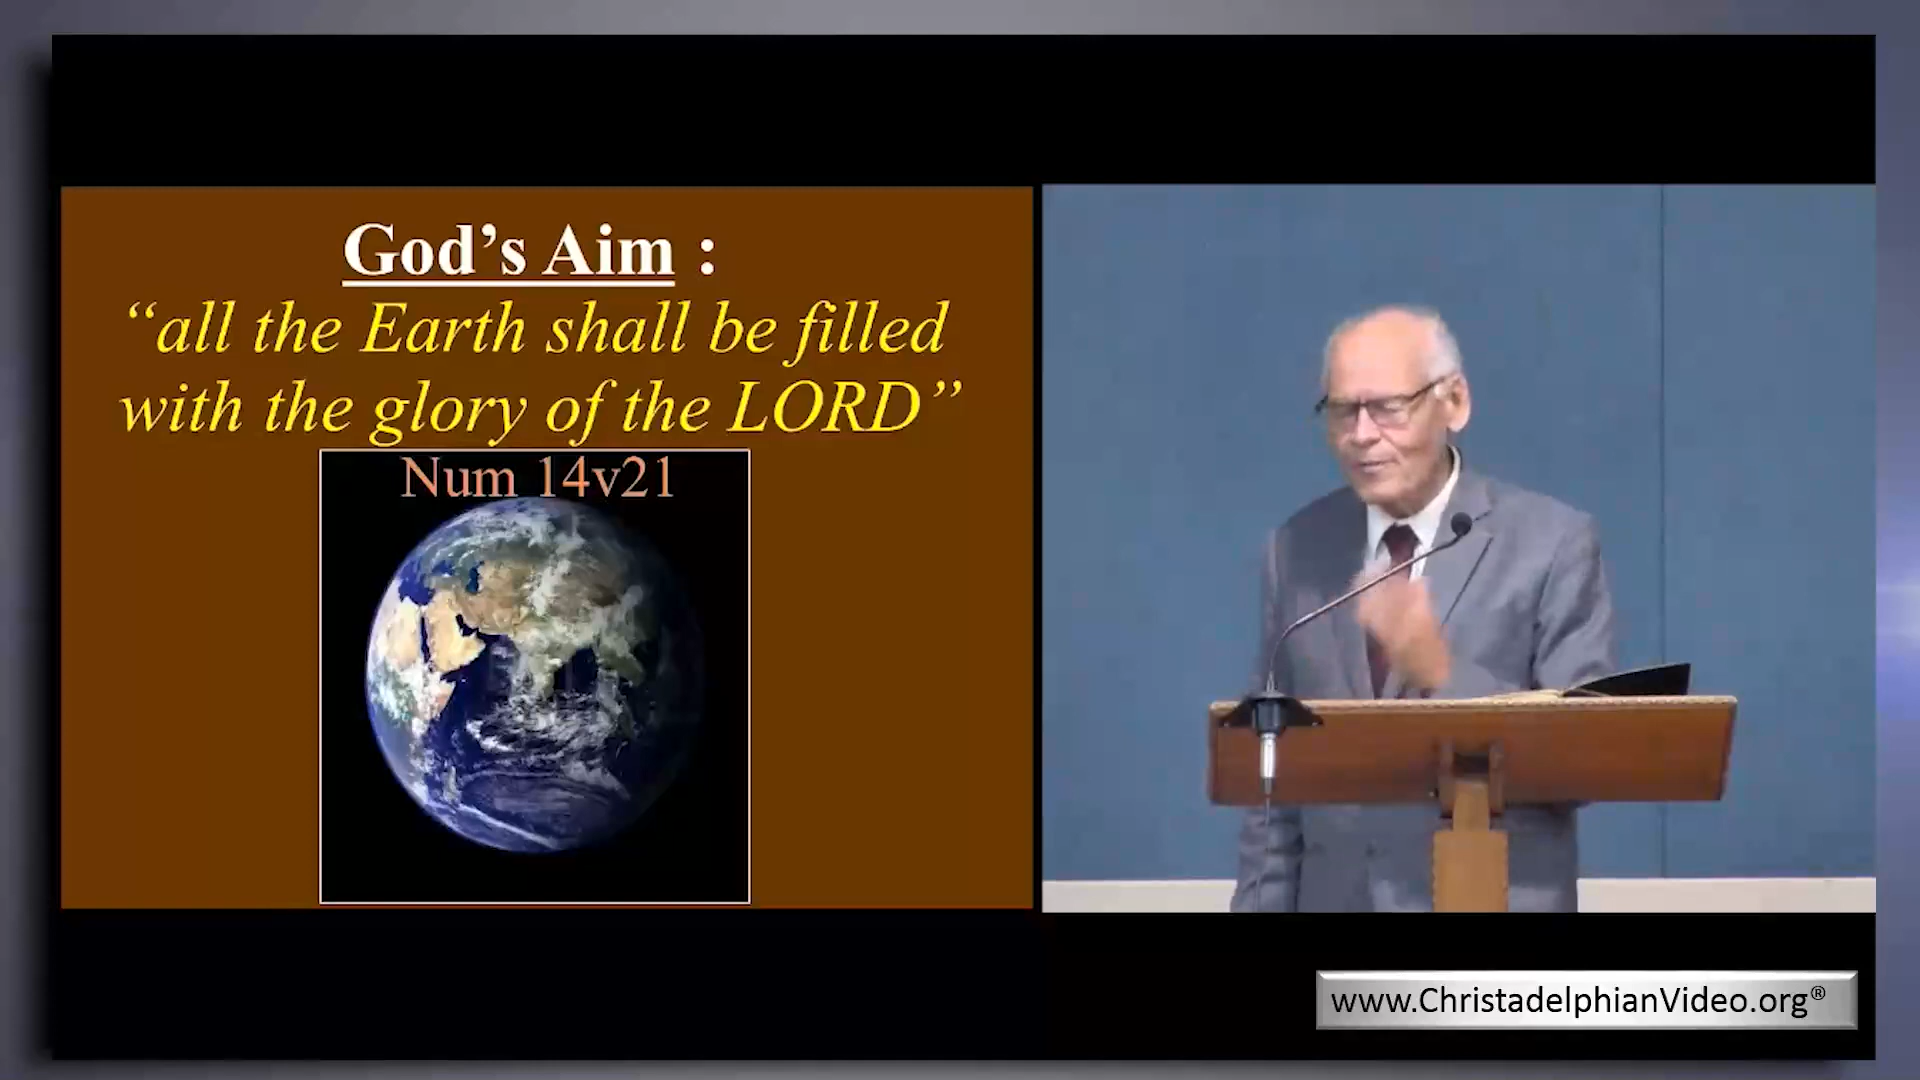 God’s Aim :
“all the Earth shall be filled
with the glory of the LORD”
Num 14v21
www.ChristadelphianVideo.org®